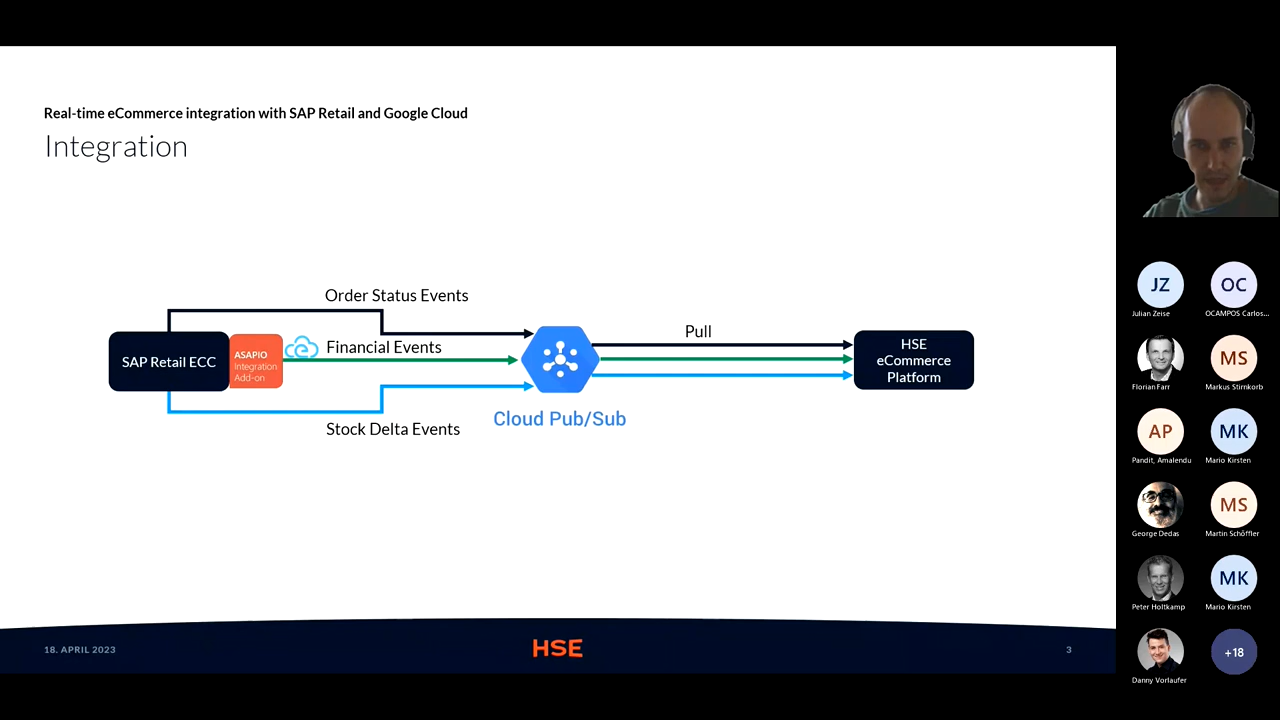 Real-time eCommerce integration with SAP Retail and Google Cloud
Integration
Order Status Events
SAP Retail ECC
ASAPIO
Integration
Add-on
Financial Events
Stock Delta Events
Cloud Pub/Sub
Pull
HSE
eCommerce
Platform
18. APRIL 2023
HSE
3
JZ
Julian Zeise
OC
OCAMPOS Carlos...
Florian Farr
MS
Markus Stirnkorb
AP
Pandit, Amalendu
MK
Mario Kirsten
George Dedas
MS
Martin Schöffler
Peter Holtkamp
MK
Mario Kirsten
Danny Vorlaufer
+18